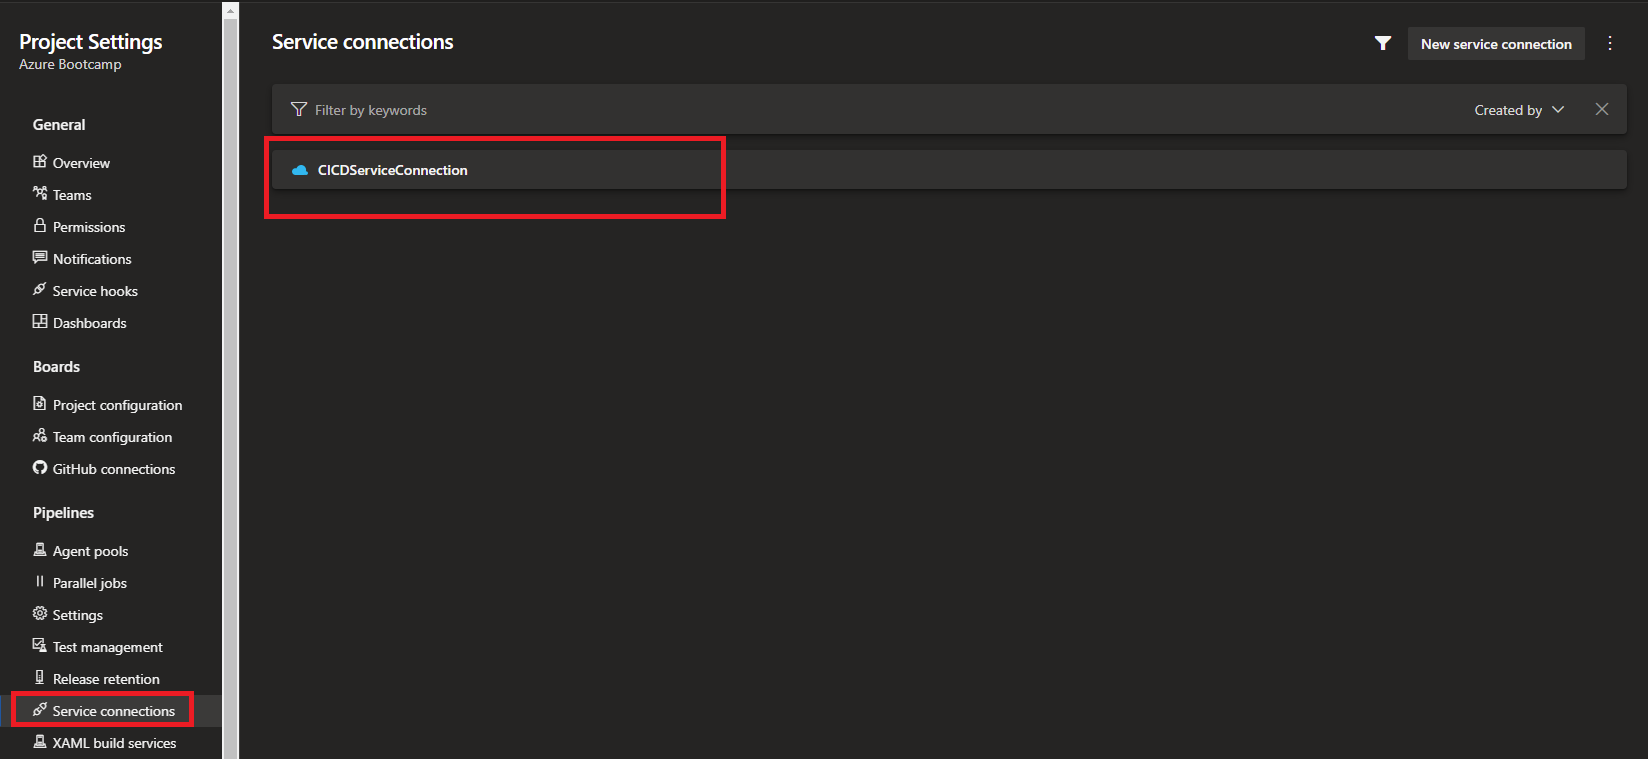 Project Settings
Azure Bootcamp
General
Overview
Teams
Permissions
Notifications
Service hooks
Dashboards
Boards
Project configuration
Team configuration
GitHub connections
Pipelines
Agent pools
Parallel jobs
Settings
Test management
Release retention
Service connections
XAML build services
Service connections
New service connection
Filter by keywords
Created by
CICDServiceConnection